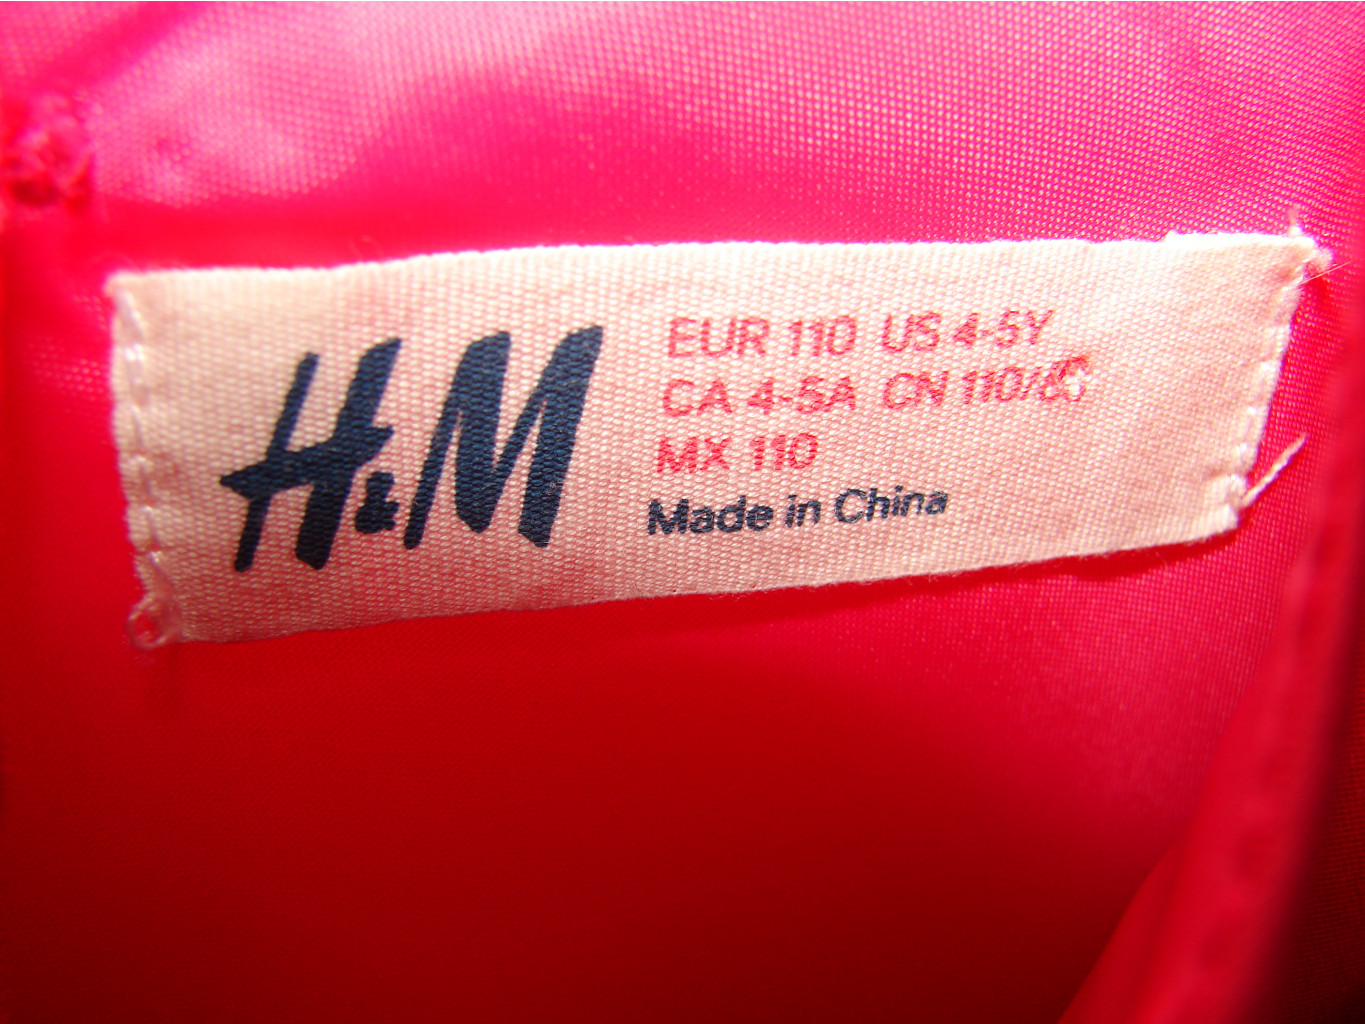 H&M
EUR 110 US 4-5Y
CA 4-5A CN 110/
MX 110
Made in China